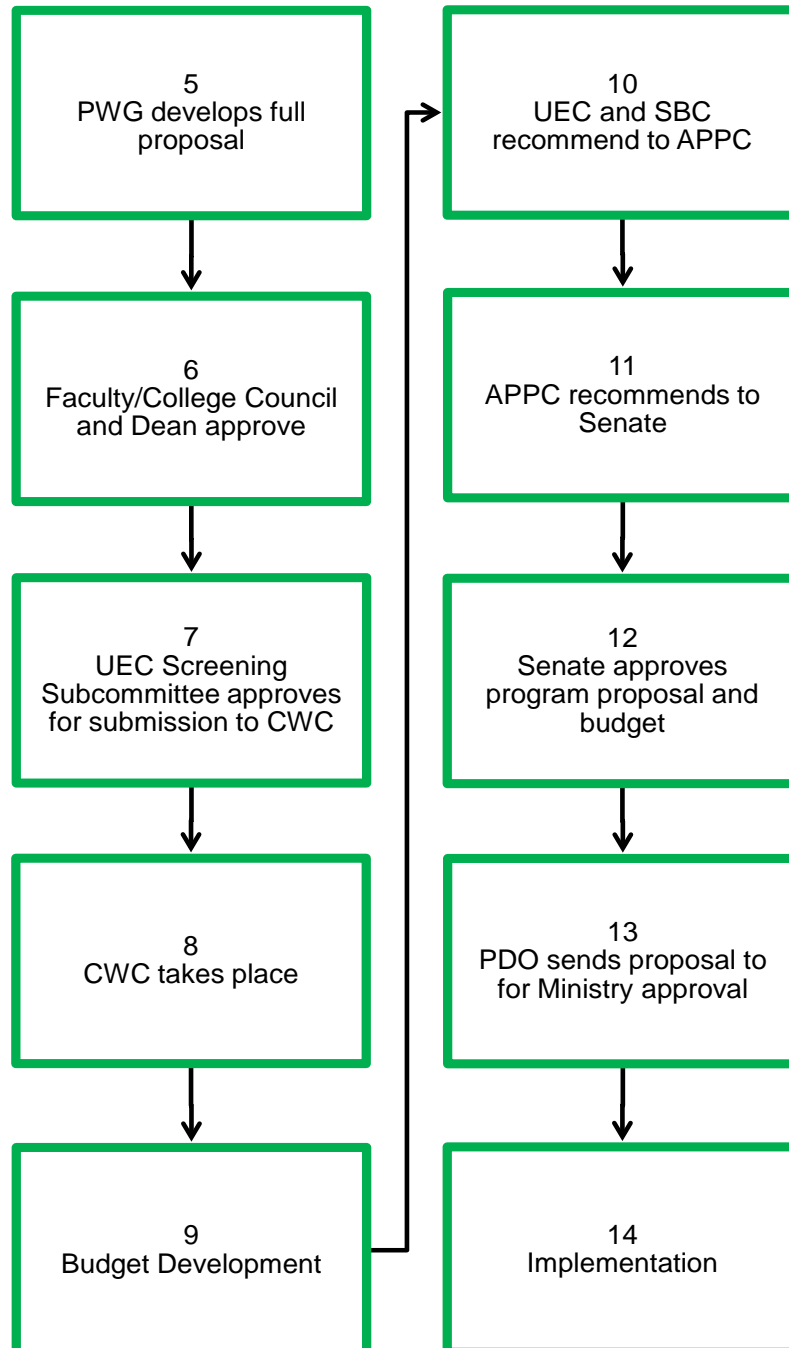 5
PWG develops full
proposal
6
Faculty/College Council
and Dean approve
7
UEC Screening
Subcommittee approves
for submission to CWC
8
CWC takes place
9
Budget Development
10
UEC and SBC
recommend to APPC
11
APPC recommends to
Senate
12
Senate approves
program proposal and
budget
13
PDO sends proposal to
for Ministry approval
14
Implementation